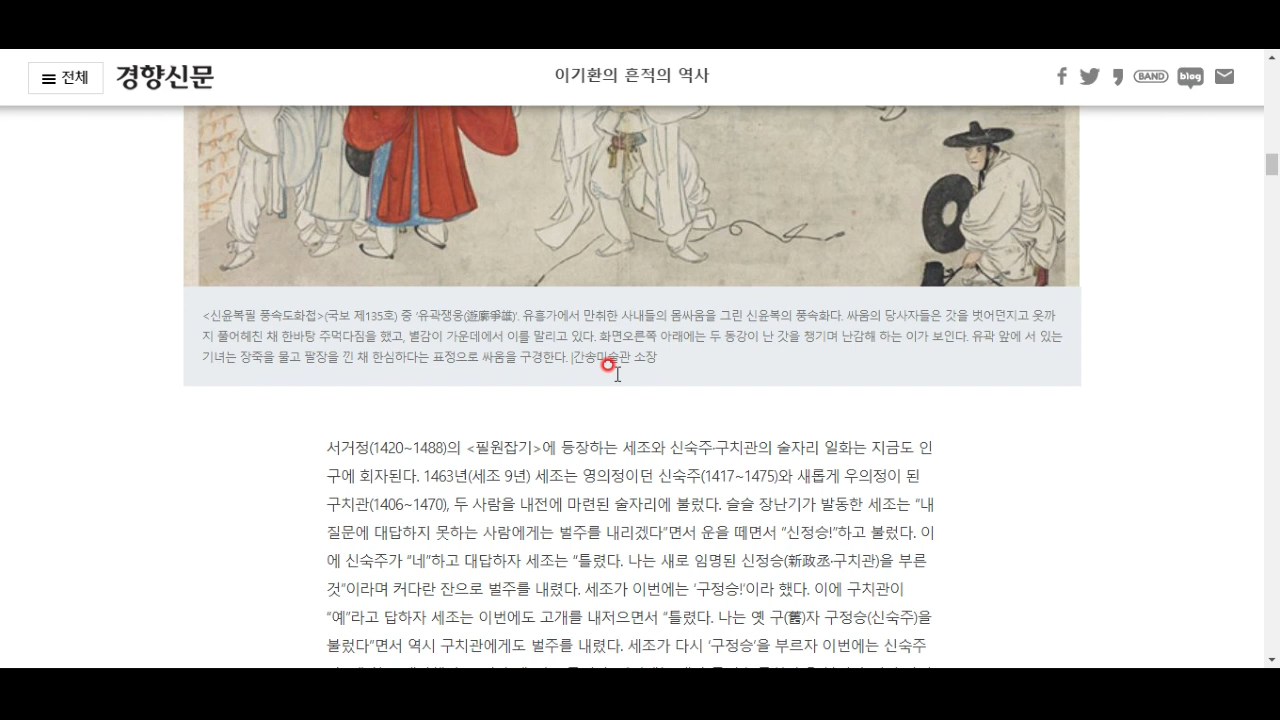 전체
경향신문
이기환의 흔적의 역사
BAND
blog
<신윤복필 풍속도화첩>(국보 제135호) 중 '유곽쟁웅(遊廓爭雄)'. 유흥가에서 만취한 사내들의 몸싸움을 그린 신윤복의 풍속화다. 싸움의 당사자들은 갓을 벗어던지고 옷까
지 풀어헤친 채 한바탕 주먹다짐을 했고, 별감이 가운데에서 이를 말리고 있다. 화면오른쪽 아래에는 두 동강이 난 갓을 챙기며 난감해 하는 이가 보인다. 유곽 앞에 서 있는
기녀는 장죽을 물고 팔장을 낀 채 한심하다는 표정으로 싸움을 구경한다. |간송미술관 소장
서거정(1420~1488)의 <필원잡기>에 등장하는 세조와 신숙주·구치관의 술자리 일화는 지금도 인
구에 회자된다. 1463년(세조 9년) 세조는 영의정이던 신숙주(1417~1475)와 새롭게 우의정이 된
구치관(1406~1470), 두 사람을 내전에 마련된 술자리에 불렀다. 슬슬 장난기가 발동한 세조는 “내
질문에 대답하지 못하는 사람에게는 벌주를 내리겠다”면서 운을 떼면서 “신정승!”하고 불렀다. 이
에 신숙주가 “네”하고 대답하자 세조는 “틀렸다. 나는 새로 임명된 신정승(新政丞·구치관)을 부른
것”이라며 커다란 잔으로 벌주를 내렸다. 세조가 이번에는 ‘구정승!’이라 했다. 이에 구치관이
“예”라고 답하자 세조는 이번에도 고개를 내저으면서 “틀렸다. 나는 옛 구(舊)자 구정승(신숙주)을
불렀다”면서 역시 구치관에게도 벌주를 내렸다. 세조가 다시 ‘구정승’을 부르자 이번에는 신숙주